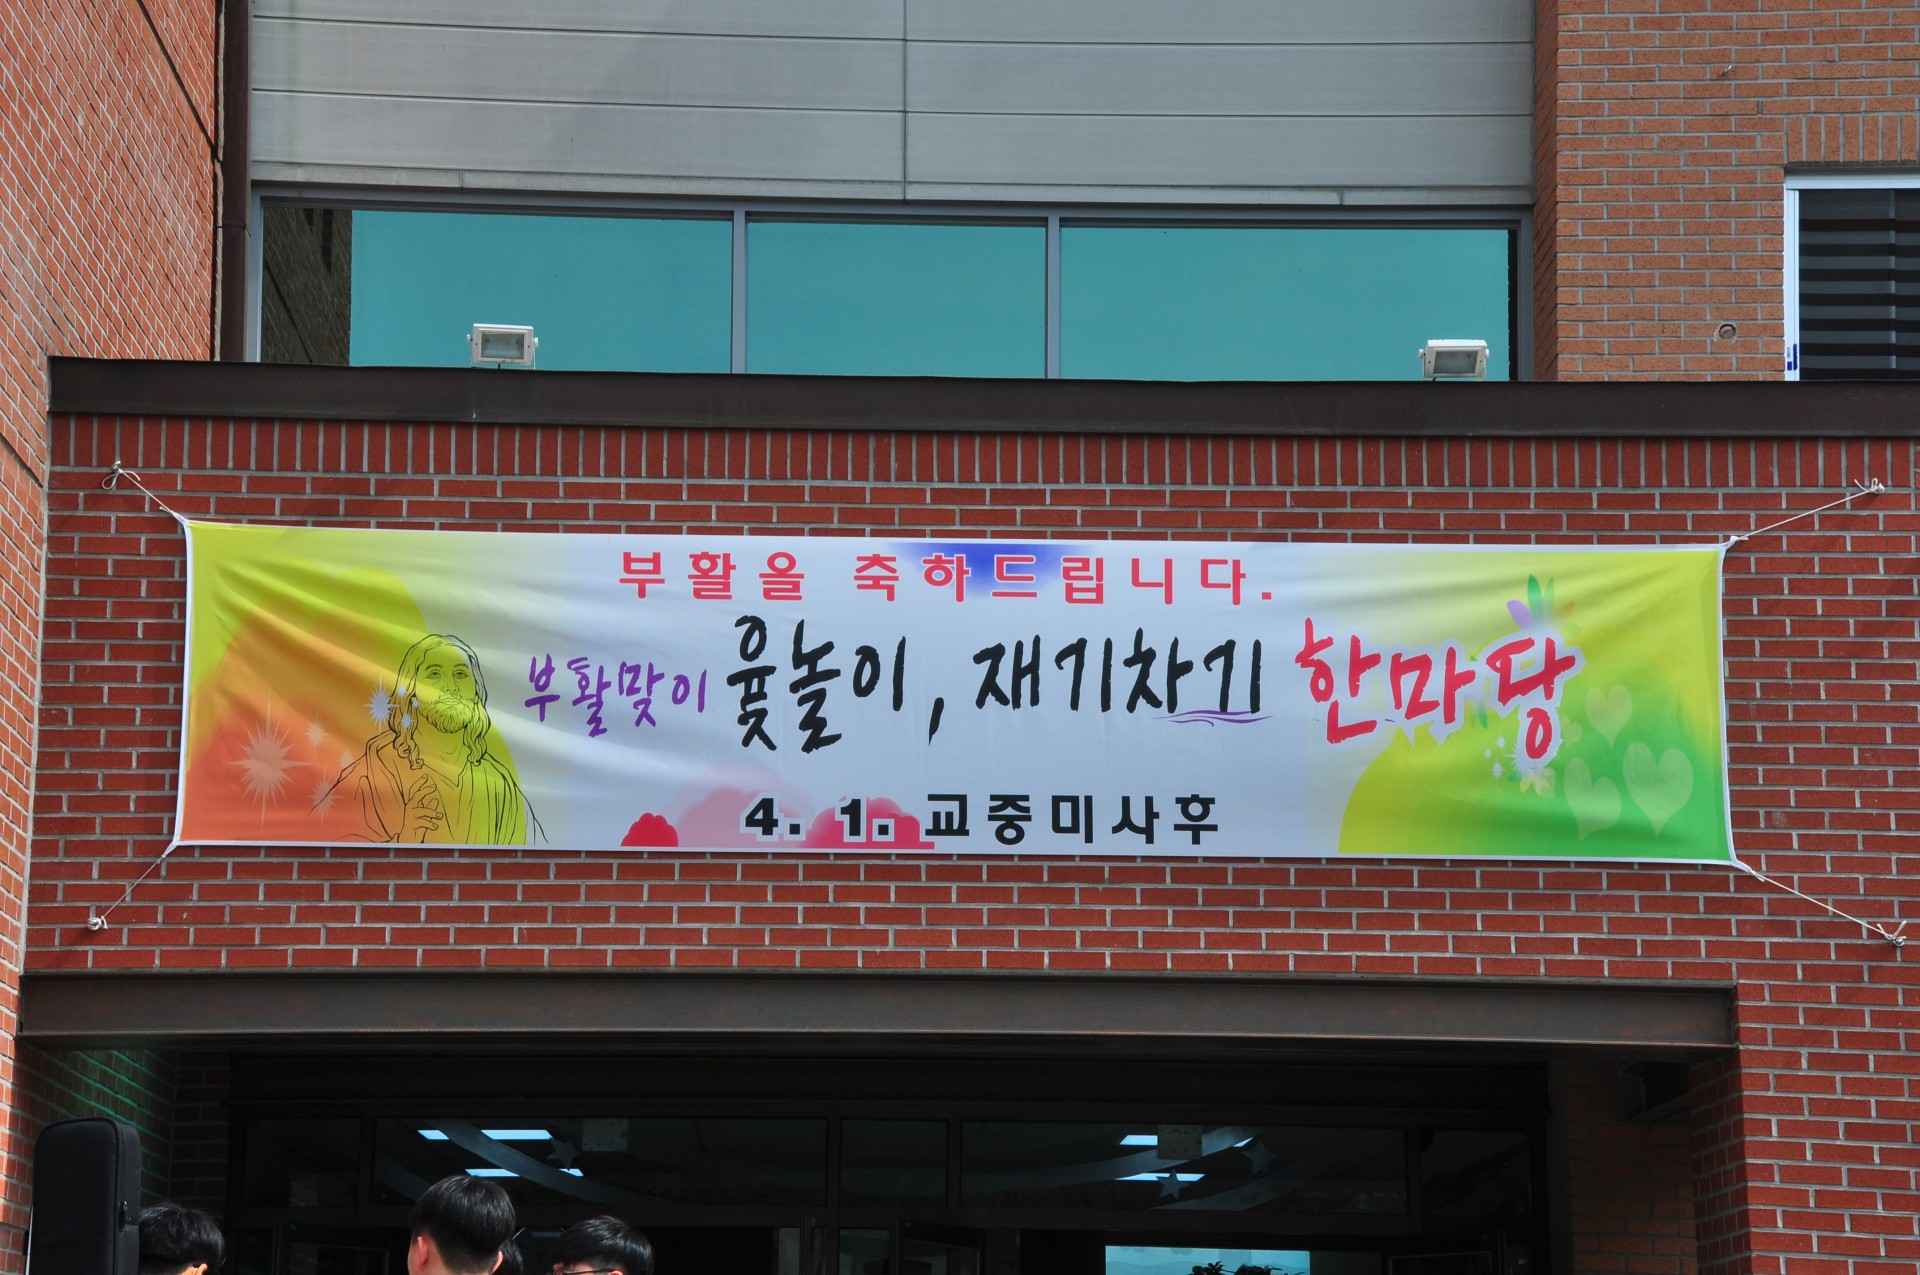 부활을 축하드립니다.
부활맞이 윷놀이, 재기차기 한마당
4. 1. 교중미사후